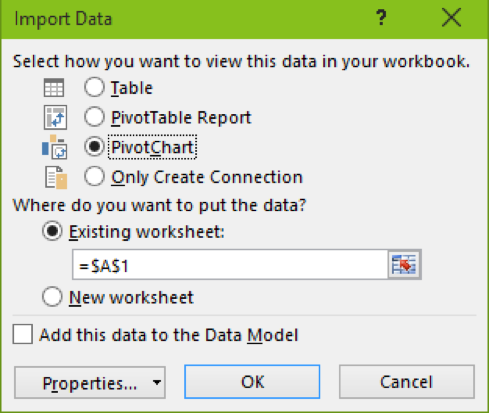 Import Data ?
Select how you want to view this data in your workbook.
Table
PivotTable Report
PivotChart
Only Create Connection
Where do you want to put the data?
Existing worksheet:
=$A$1
New worksheet
Add this data to the Data Model
Properties...
OK
Cancel